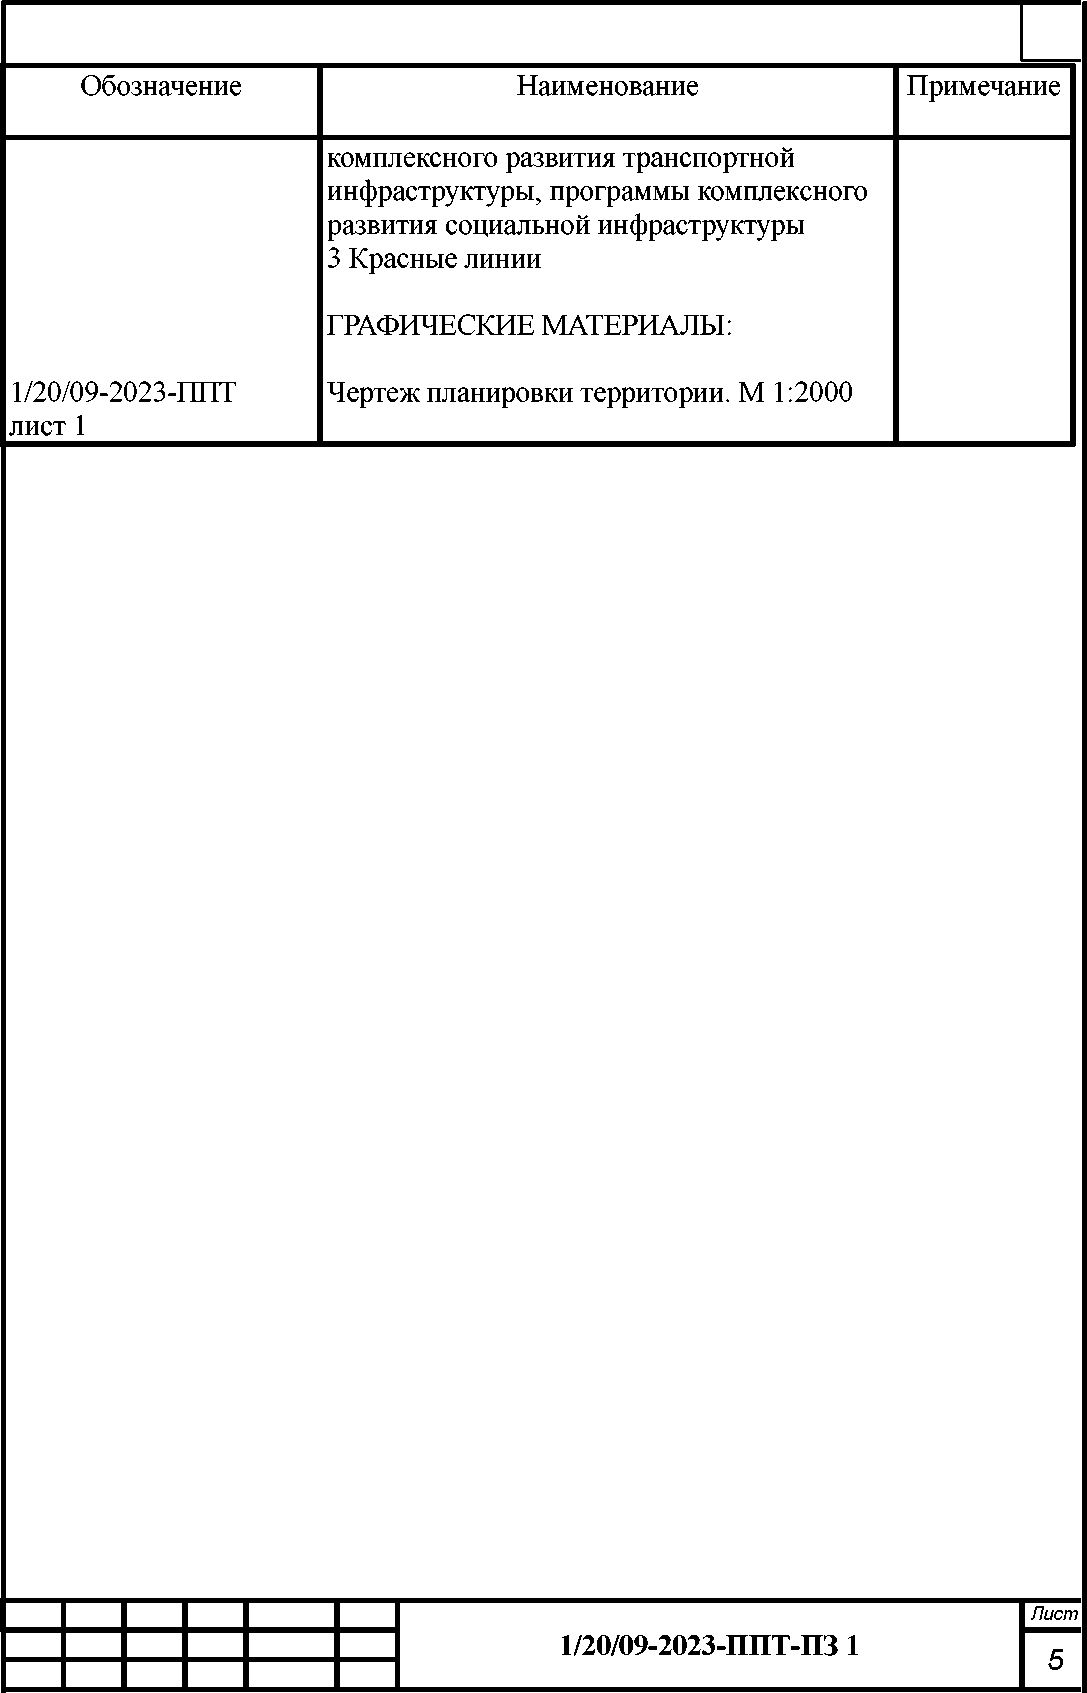 Обозначение Наименование Примечание
комплексного развития транспортной
инфраструктуры, программы комплексного
развития социальной инфраструктуры
3 Красные линии
ГРАФИЧЕСКИЕ МАТЕРИАЛЫ:
1/20/09-2023-ППТ Чертеж планировки территории. М 1:2000
лист 1
Лист
1/20/09-2023-ППТ-ПЗ 1
5